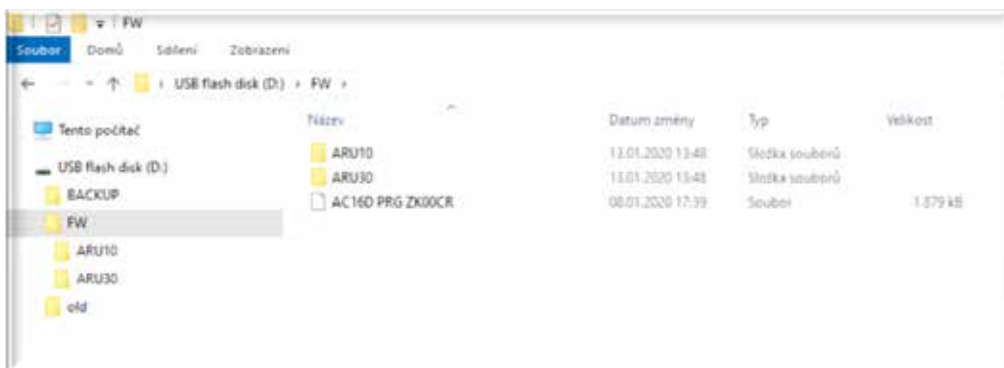 FW
Soubor Domů Sdílení Zobrazení
USB flash disk (D:) › FW ›
Název Datum změny Typ Velikost
Tento počítač
USB flash disk (D:)
BACKUP
FW
ARU10
ARU30
old
ARU10 13.01.2020 13:48 Složka souborů
ARU30 13.01.2020 13:48 Složka souborů
AC16D PRG ZK00CR 08.01.2020 17:39 Soubor 1 879 kB